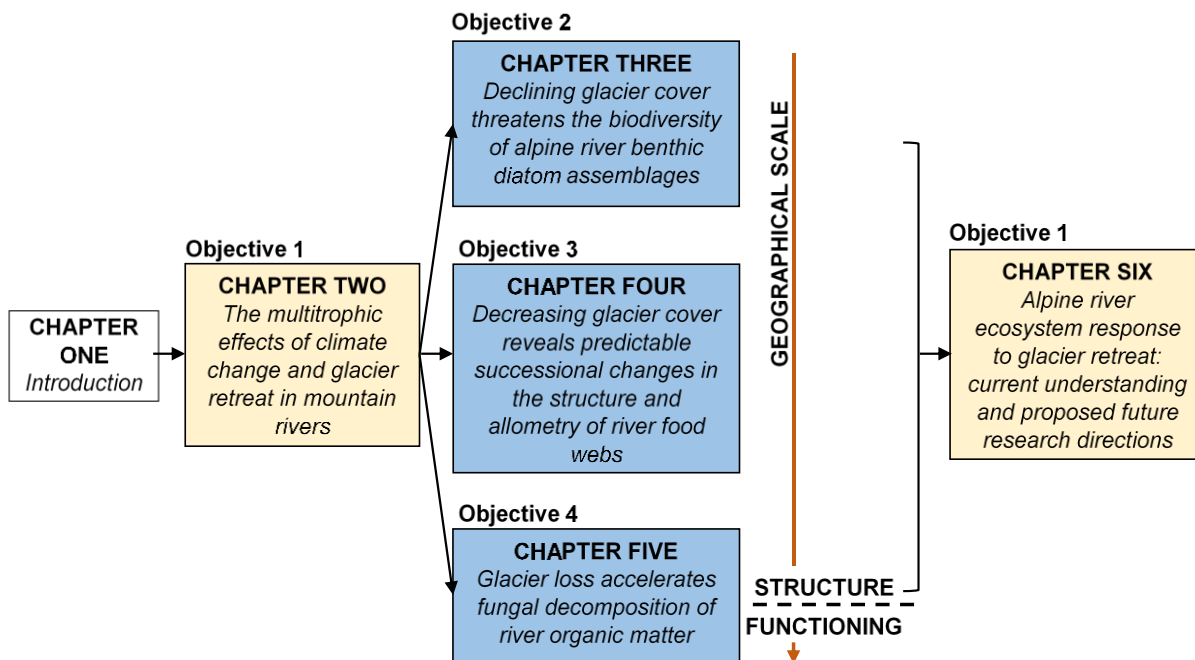 CHAPTER
ONE
Introduction
Objective 1
CHAPTER TWO
The multitrophic
effects of climate
change and glacier
retreat in mountain
rivers
Objective 2
CHAPTER THREE
Declining glacier cover
threatens the biodiversity
of alpine river benthic
diatom assemblages
Objective 3
CHAPTER FOUR
Decreasing glacier cover
reveals predictable
successional changes in
the structure and
allometry of river food
webs
Objective 4
CHAPTER FIVE
Glacier loss accelerates
fungal decomposition of
river organic matter
GEOGRAPHICAL SCALE
STRUCTURE
FUNCTIONING
Objective 1
CHAPTER SIX
Alpine river
ecosystem response
to glacier retreat:
current understanding
and proposed future
research directions